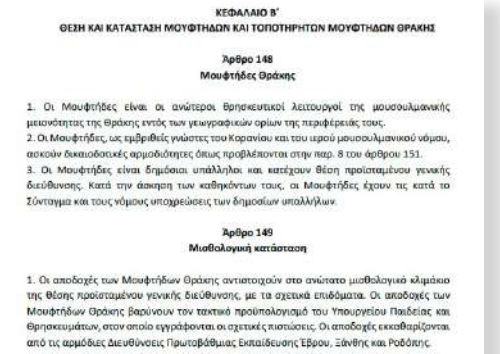 ΚΕΦΑΛΑΙΟ Β΄
ΘΕΣΗ ΚΑΙ ΚΑΤΑΣΤΑΣΗ ΜΟΥΦΤΗΔΩΝ ΚΑΙ ΤΟΠΟΤΗΡΗΤΩΝ ΜΟΥΦΤΗΔΩΝ ΘΡΑΚΗΣ
Άρθρο 148
Μουφτήδες Θράκης
1. Οι Μουφτήδες είναι οι ανώτεροι θρησκευτικοί λειτουργοί της μουσουλμανικής
μειονότητας της Θράκης εντός των γεωγραφικών ορίων της περιφέρειάς τους.
2. Οι Μουφτήδες, ως εμβριθείς γνώστες του Κορανίου και του ιερού μουσουλμανικού νόμου,
ασκούν δικαιοδοτικές αρμοδιότητες όπως προβλέπονται στην παρ. 8 του άρθρου 151.
3. Οι Μουφτήδες είναι δημόσιοι υπάλληλοι και κατέχουν θέση προϊσταμένου γενικής
διεύθυνσης. Κατά την άσκηση των καθηκόντων τους, οι Μουφτήδες έχουν τις κατά το
Σύνταγμα και τους νόμους υποχρεώσεις των δημοσίων υπαλλήλων.
Άρθρο 149
Μισθολογική κατάσταση
1. Οι αποδοχές των Μουφτήδων Θράκης αντιστοιχούν στο ανώτατο μισθολογικό κλιμάκιο
της θέσης προϊσταμένου γενικής διεύθυνσης, με τα σχετικά επιδόματα. Οι αποδοχές των
Μουφτήδων Θράκης βαρύνουν τον τακτικό προϋπολογισμό του Υπουργείου Παιδείας και
Θρησκευμάτων, στον οποίο εγγράφονται οι σχετικές πιστώσεις. Οι αποδοχές εκκαθαρίζονται
από τις αρμόδιες Διευθύνσεις Πρωτοβάθμιας Εκπαίδευσης Έβρου, Ξάνθης και Ροδόπης.